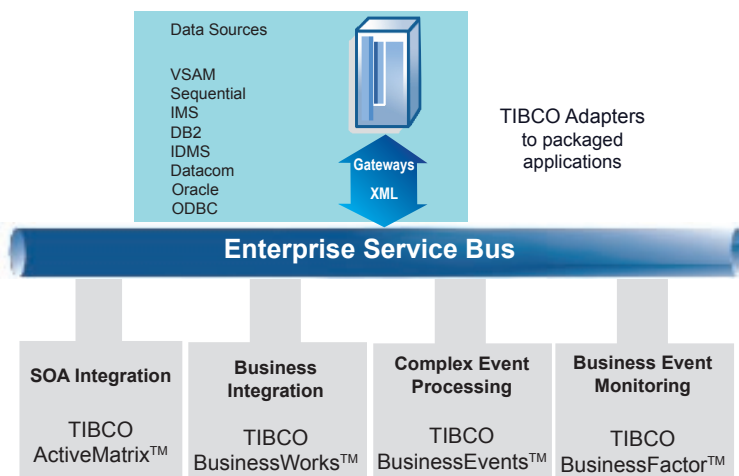 Data Sources
VSAM
Sequential
IMS
DB2
IDMS
Datacom
Oracle
ODBC
Gateways
XML
TIBCO Adapters
to packaged
applications
Enterprise Service Bus
SOA Integration
TIBCO
ActiveMatrix™
Business
Integration
TIBCO
BusinessWorks™
Complex Event
Processing
TIBCO
BusinessEvents™
Business Event
Monitoring
TIBCO
BusinessFactor™